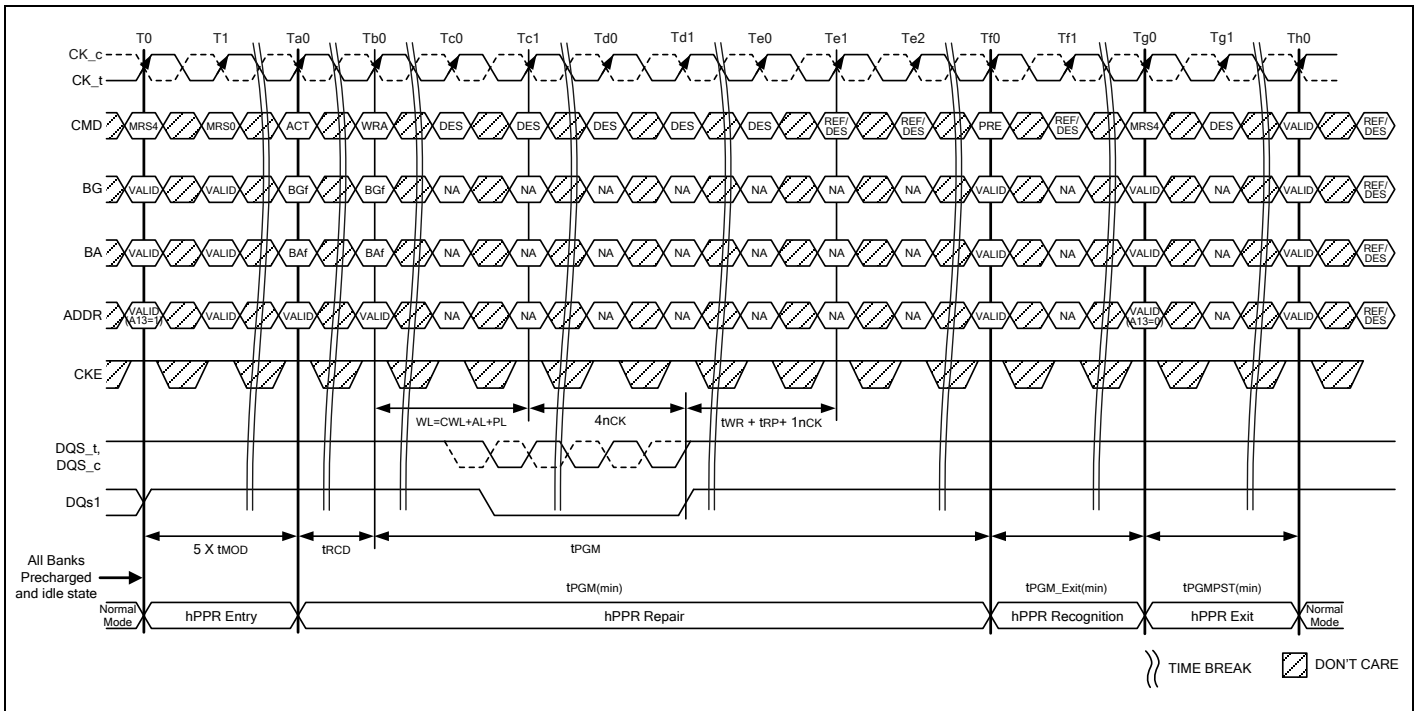 T0 T1 Ta0 Tb0 Tc0 Tc1 Td0 Td1 Te0 Te1 Te2 Tf0 Tf1 Tg0 Tg1 Th0
CK_c
CK_t
CMD MRS4 MRS0 ACT WRA DES DES DES DES DES REF/DES REF/DES PRE REF/DES MRS4 DES VALID REF/DES
BG VALID VALID BGf BGf NA NA NA NA NA NA NA VALID NA VALID NA VALID REF/DES
BA VALID VALID BAf BAf NA NA NA NA NA NA NA VALID NA VALID NA VALID REF/DES
ADDR VALID (A13=1) VALID VALID VALID NA NA NA NA NA NA NA VALID NA VALID (A13=0) NA VALID REF/DES
CKE
WL=CWL+AL+PL 4nCK tWR + tRP+ 1nCK
DQS_t,
DQS_c
DQs1
5 X tMOD tRCD tPGM
All Banks
Precharged
and idle state
tPGM(min) tPGM_Exit(min) tPGMPST(min)
Normal Mode hPPR Entry hPPR Repair hPPR Recognition hPPR Exit Normal Mode
TIME BREAK DON'T CARE